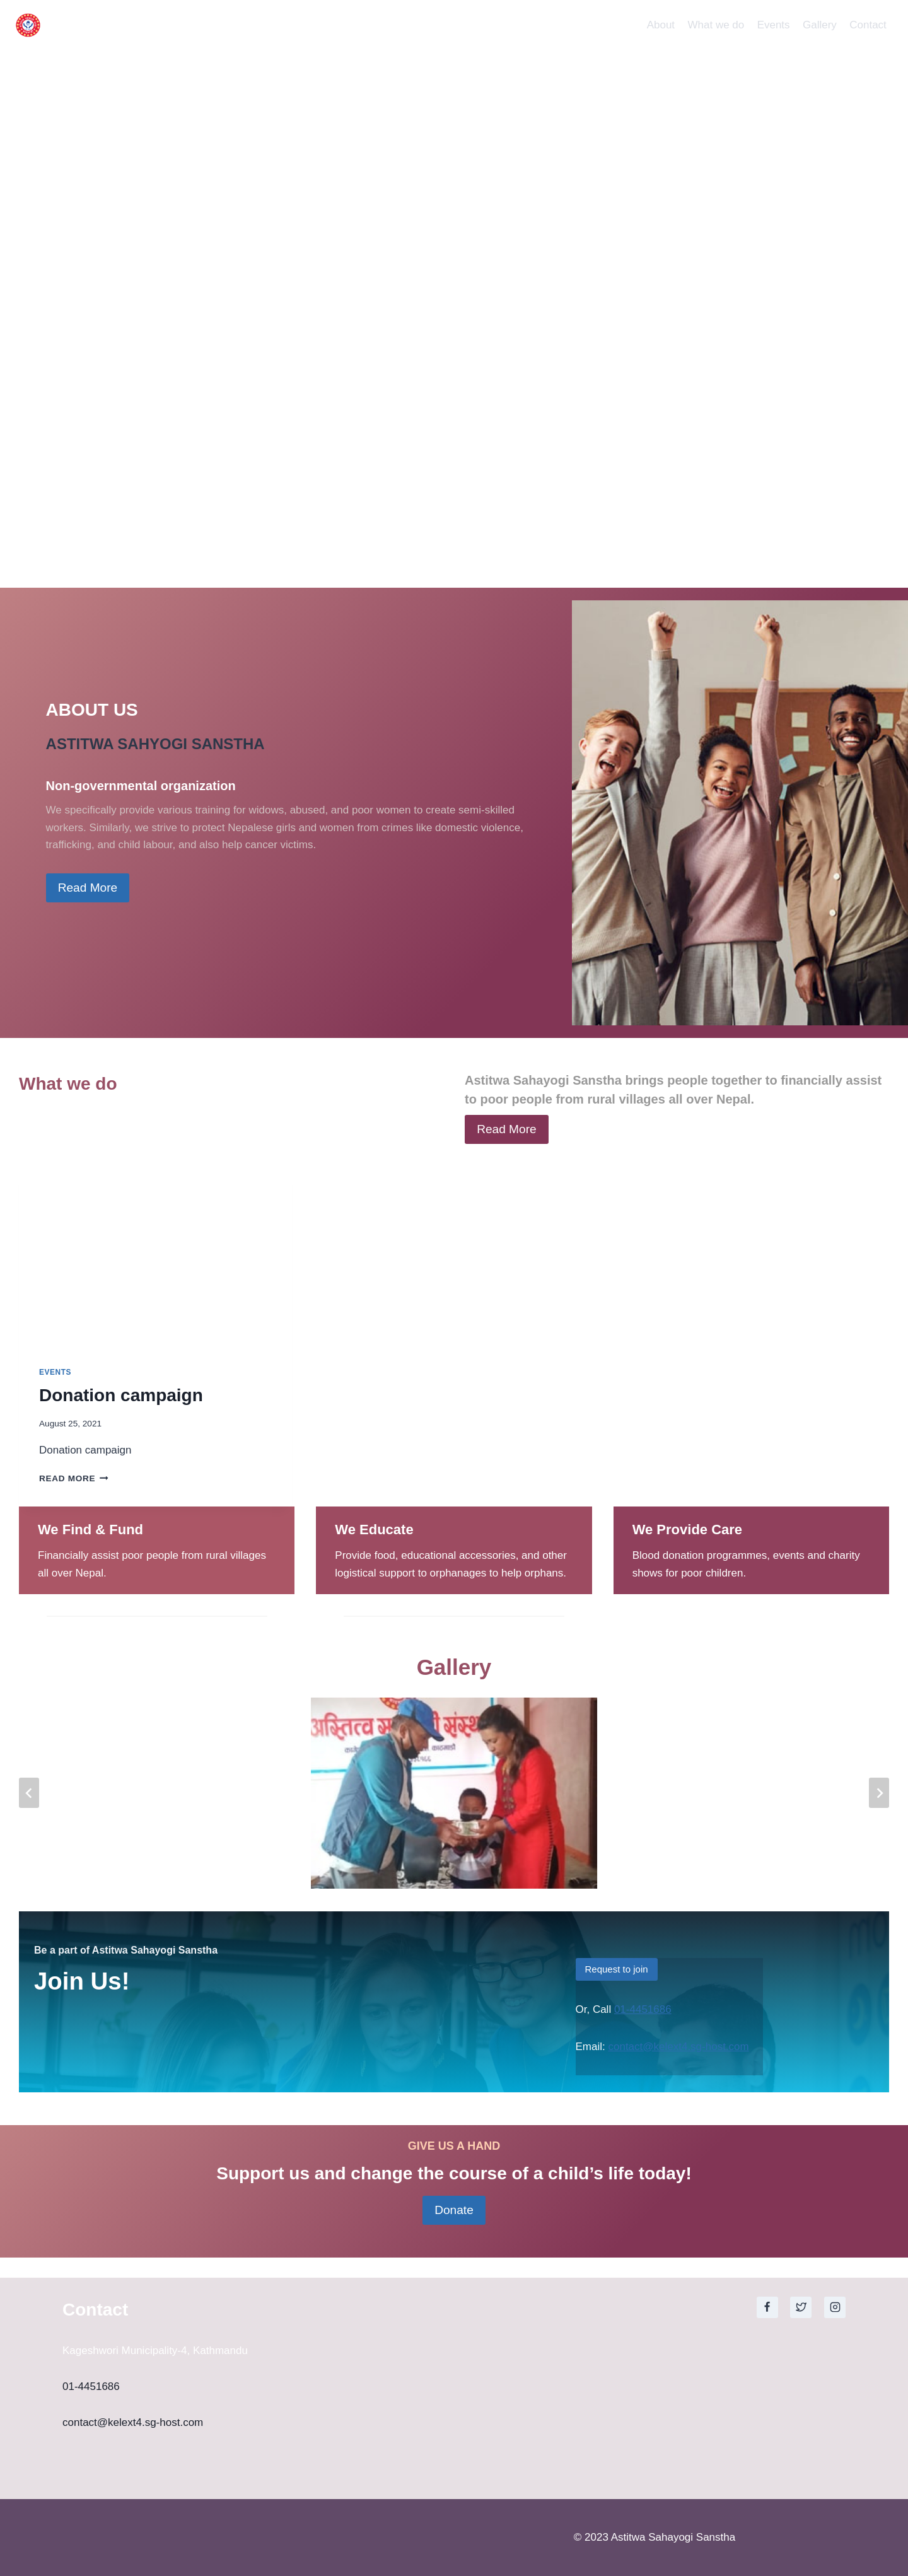 About What we do Events Gallery Contact
ABOUT US
ASTITWA SAHYOGI SANSTHA
Non-governmental organization
We specifically provide various training for widows, abused, and poor women to create semi-skilled
workers. Similarly, we strive to protect Nepalese girls and women from crimes like domestic violence,
trafficking, and child labour, and also help cancer victims.
Read More
What we do
Astitwa Sahayogi Sanstha brings people together to financially assist
to poor people from rural villages all over Nepal.
Read More
EVENTS
Donation campaign
August 25, 2021
Donation campaign
READ MORE
We Find & Fund
Financially assist poor people from rural villages
all over Nepal.
We Educate
Provide food, educational accessories, and other
logistical support to orphanages to help orphans.
We Provide Care
Blood donation programmes, events and charity
shows for poor children.
Gallery
Be a part of Astitwa Sahayogi Sanstha
Join Us!
Request to join
Or, Call 01-4451686
Email:
GIVE US A HAND
Support us and change the course of a child’s life today!
Donate
Contact
Kageshwori Municipality-4, Kathmandu
01-4451686
contact@kelext4.sg-host.com
© 2023 Astitwa Sahayogi Sanstha